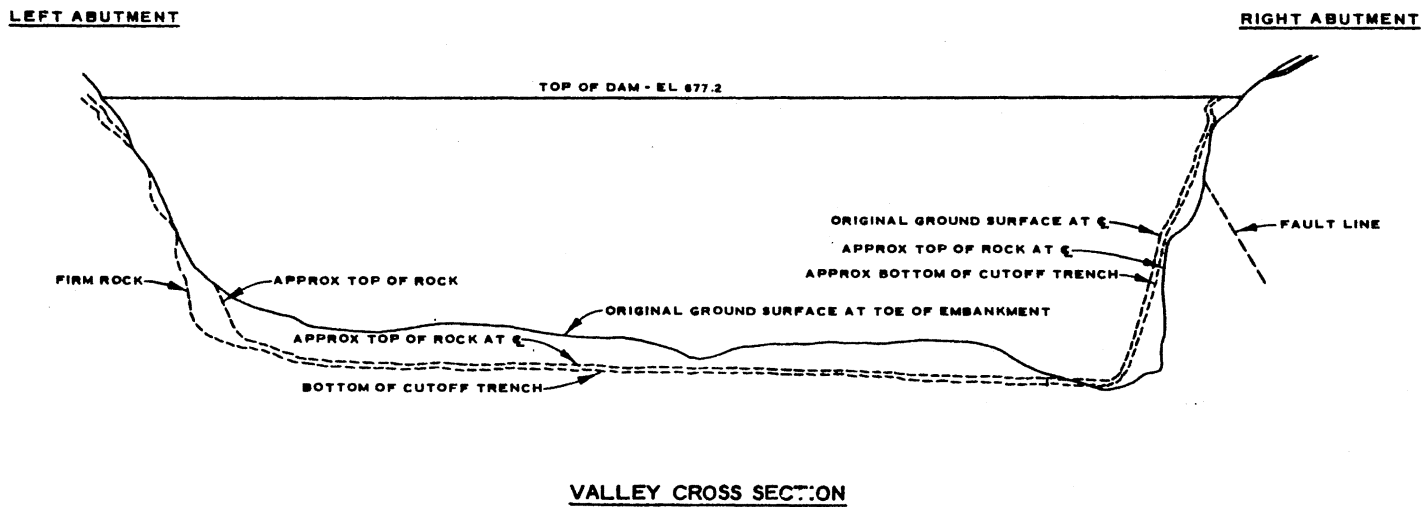 LEFT ABUTMENT
RIGHT ABUTMENT
TOP OF DAM - EL 677.2
ORIGINAL GROUND SURFACE AT ℄
FAULT LINE
APPROX TOP OF ROCK AT ℄
APPROX BOTTOM OF CUTOFF TRENCH
FIRM ROCK
APPROX TOP OF ROCK
ORIGINAL GROUND SURFACE AT TOE OF EMBANKMENT
APPROX TOP OF ROCK AT ℄
BOTTOM OF CUTOFF TRENCH
VALLEY CROSS SECTION